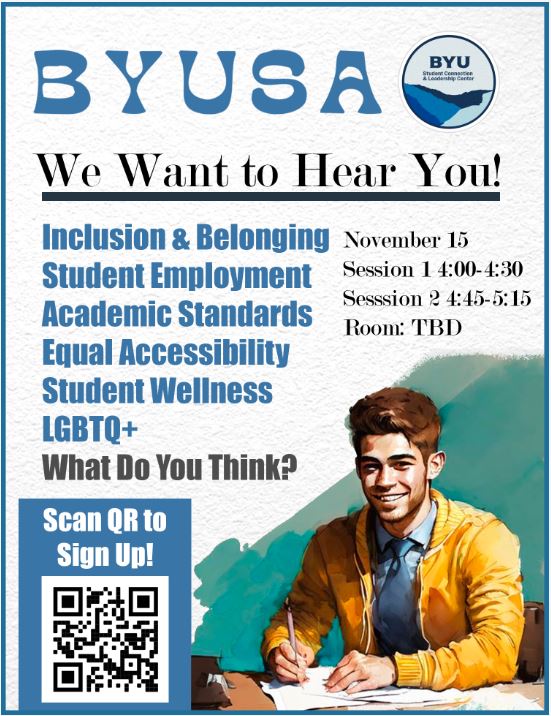 BYUSA
BYU
Student Connection
& Leadership Center
We Want to Hear You!
Inclusion & Belonging
Student Employment
Academic Standards
Equal Accessibility
Student Wellness
LGBTQ+
What Do You Think?
November 15
Session 1 4:00-4:30
Sesssion 2 4:45-5:15
Room: TBD
Scan QR to
Sign Up!